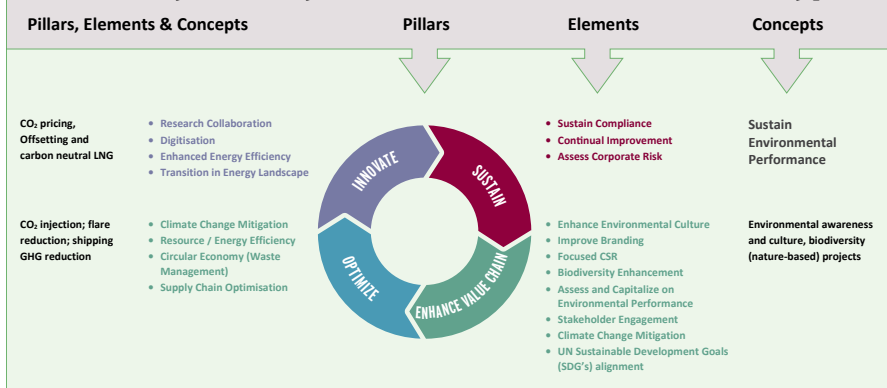 Pillars, Elements & Concepts
Pillars
Elements
Concepts
CO₂ pricing,
Offsetting and
carbon neutral LNG
• Research Collaboration
• Digitisation
• Enhanced Energy Efficiency
• Transition in Energy Landscape
CO₂ injection; flare
reduction; shipping
GHG reduction
• Climate Change Mitigation
• Resource / Energy Efficiency
• Circular Economy (Waste
Management)
• Supply Chain Optimisation
INNOVATE
SUSTAIN
OPTIMIZE
ENHANCE VALUE CHAIN
• Sustain Compliance
• Continual Improvement
• Assess Corporate Risk
• Enhance Environmental Culture
• Improve Branding
• Focused CSR
• Biodiversity Enhancement
• Assess and Capitalize on
Environmental Performance
• Stakeholder Engagement
• Climate Change Mitigation
• UN Sustainable Development Goals
(SDG's) alignment
Sustain
Environmental
Performance
Environmental awareness
and culture, biodiversity
(nature-based) projects